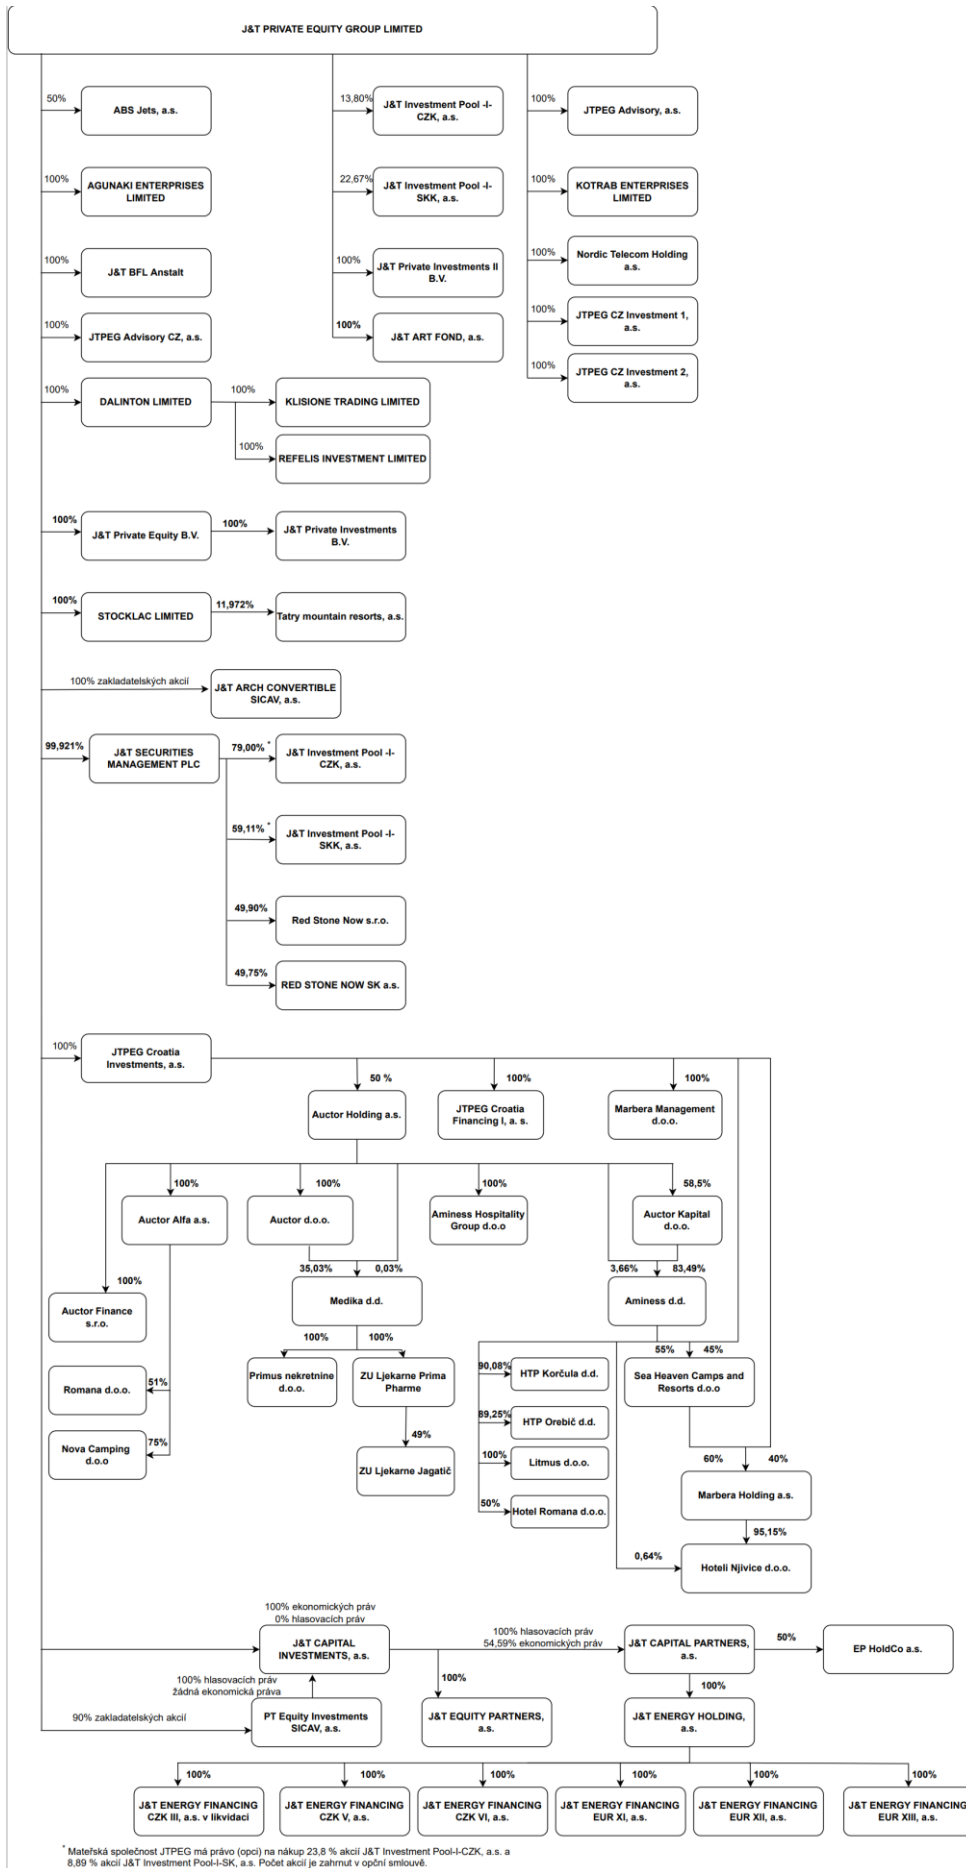 J&T PRIVATE EQUITY GROUP LIMITED
50%
ABS Jets, a.s.
13,80%
J&T Investment Pool -I-
CZK, a.s.
100%
JTPEG Advisory, a.s.
100%
AGUNAKI ENTERPRISES
LIMITED
22,67%
J&T Investment Pool -I-
SKK, a.s.
100%
KOTRAB ENTERPRISES
LIMITED
100%
J&T BFL Anstalt
100%
J&T Private Investments II
B.V.
100%
Nordic Telecom Holding
a.s.
100%
JTPEG Advisory CZ, a.s.
100%
J&T ART FOND, a.s.
100%
JTPEG CZ Investment 1,
a.s.
100%
JTPEG CZ Investment 2,
a.s.
100%
DALINTON LIMITED
100%
KLISIONE TRADING LIMITED
100%
REFELIS INVESTMENT LIMITED
100%
J&T Private Equity B.V.
100%
J&T Private Investments
B.V.
100%
STOCKLAC LIMITED
11,972%
Tatry mountain resorts, a.s.
100% zakladatelských akcií
J&T ARCH CONVERTIBLE
SICAV, a.s.
99,921%
J&T SECURITIES
MANAGEMENT PLC
79,00% *
J&T Investment Pool -I-
CZK, a.s.
59,11% *
J&T Investment Pool -I-
SKK, a.s.
49,90%
Red Stone Now s.r.o.
49,75%
RED STONE NOW SK a.s.
100%
JTPEG Croatia
Investments, a.s.
50 %
100%
100%
Auctor Holding a.s.
JTPEG Croatia
Financing I, a. s.
Marbera Management
d.o.o.
100%
100%
100%
58,5%
Auctor Alfa a.s.
Auctor d.o.o.
Aminess Hospitality
Group d.o.o
Auctor Kapital
d.o.o.
100%
35,03%
0,03%
3,66%
83,49%
Auctor Finance
s.r.o.
Medika d.d.
Aminess d.d.
100%
100%
55%
45%
Primus nekretnine
d.o.o.
ZU Ljekarne Prima
Pharme
90,08%
HTP Korčula d.d.
Sea Heaven Camps and
Resorts d.o.o
Romana d.o.o.
51%
89,25%
HTP Orebič d.d.
Nova Camping
d.o.o
75%
49%
ZU Ljekarne Jagatič
100%
Litmus d.o.o.
60%
40%
50%
Hotel Romana d.o.o.
Marbera Holding a.s.
95,15%
0,64%
Hoteli Njivice d.o.o.
100% ekonomických práv
0% hlasovacích práv
J&T CAPITAL
INVESTMENTS, a.s.
100% hlasovacích práv
54,59% ekonomických práv
J&T CAPITAL PARTNERS,
a.s.
50%
EP HoldCo a.s.
100% hlasovacích práv
žádná ekonomická práva
100%
100%
90% zakladatelských akcií
PT Equity Investments
SICAV, a.s.
J&T EQUITY PARTNERS,
a.s.
J&T ENERGY HOLDING,
a.s.
100%
100%
100%
100%
100%
100%
J&T ENERGY FINANCING
CZK III, a.s. v likvidaci
J&T ENERGY FINANCING
CZK V, a.s.
J&T ENERGY FINANCING
CZK VI, a.s.
J&T ENERGY FINANCING
EUR XI, a.s.
J&T ENERGY FINANCING
EUR XII, a.s.
J&T ENERGY FINANCING
EUR XIII, a.s.
* Mateřská společnost JTPEG má právo (opci) na nákup 23,8 % akcií J&T Investment Pool-I-CZK, a.s. a
8,89 % akcií J&T Investment Pool-I-SK, a.s. Počet akcií je zahrnut v opční smlouvě.